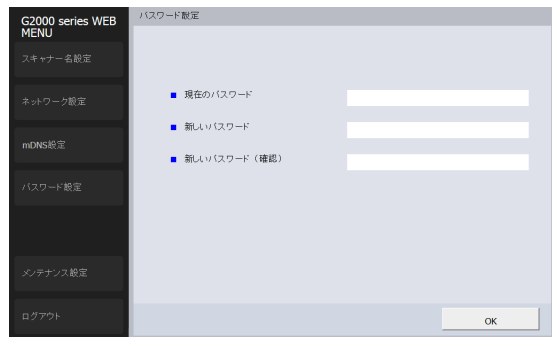 G2000 series WEB
MENU
スキャナー名設定
ネットワーク設定
mDNS設定
パスワード設定
メンテナンス設定
ログアウト
パスワード設定
現在のパスワード
新しいパスワード
新しいパスワード（確認）
OK